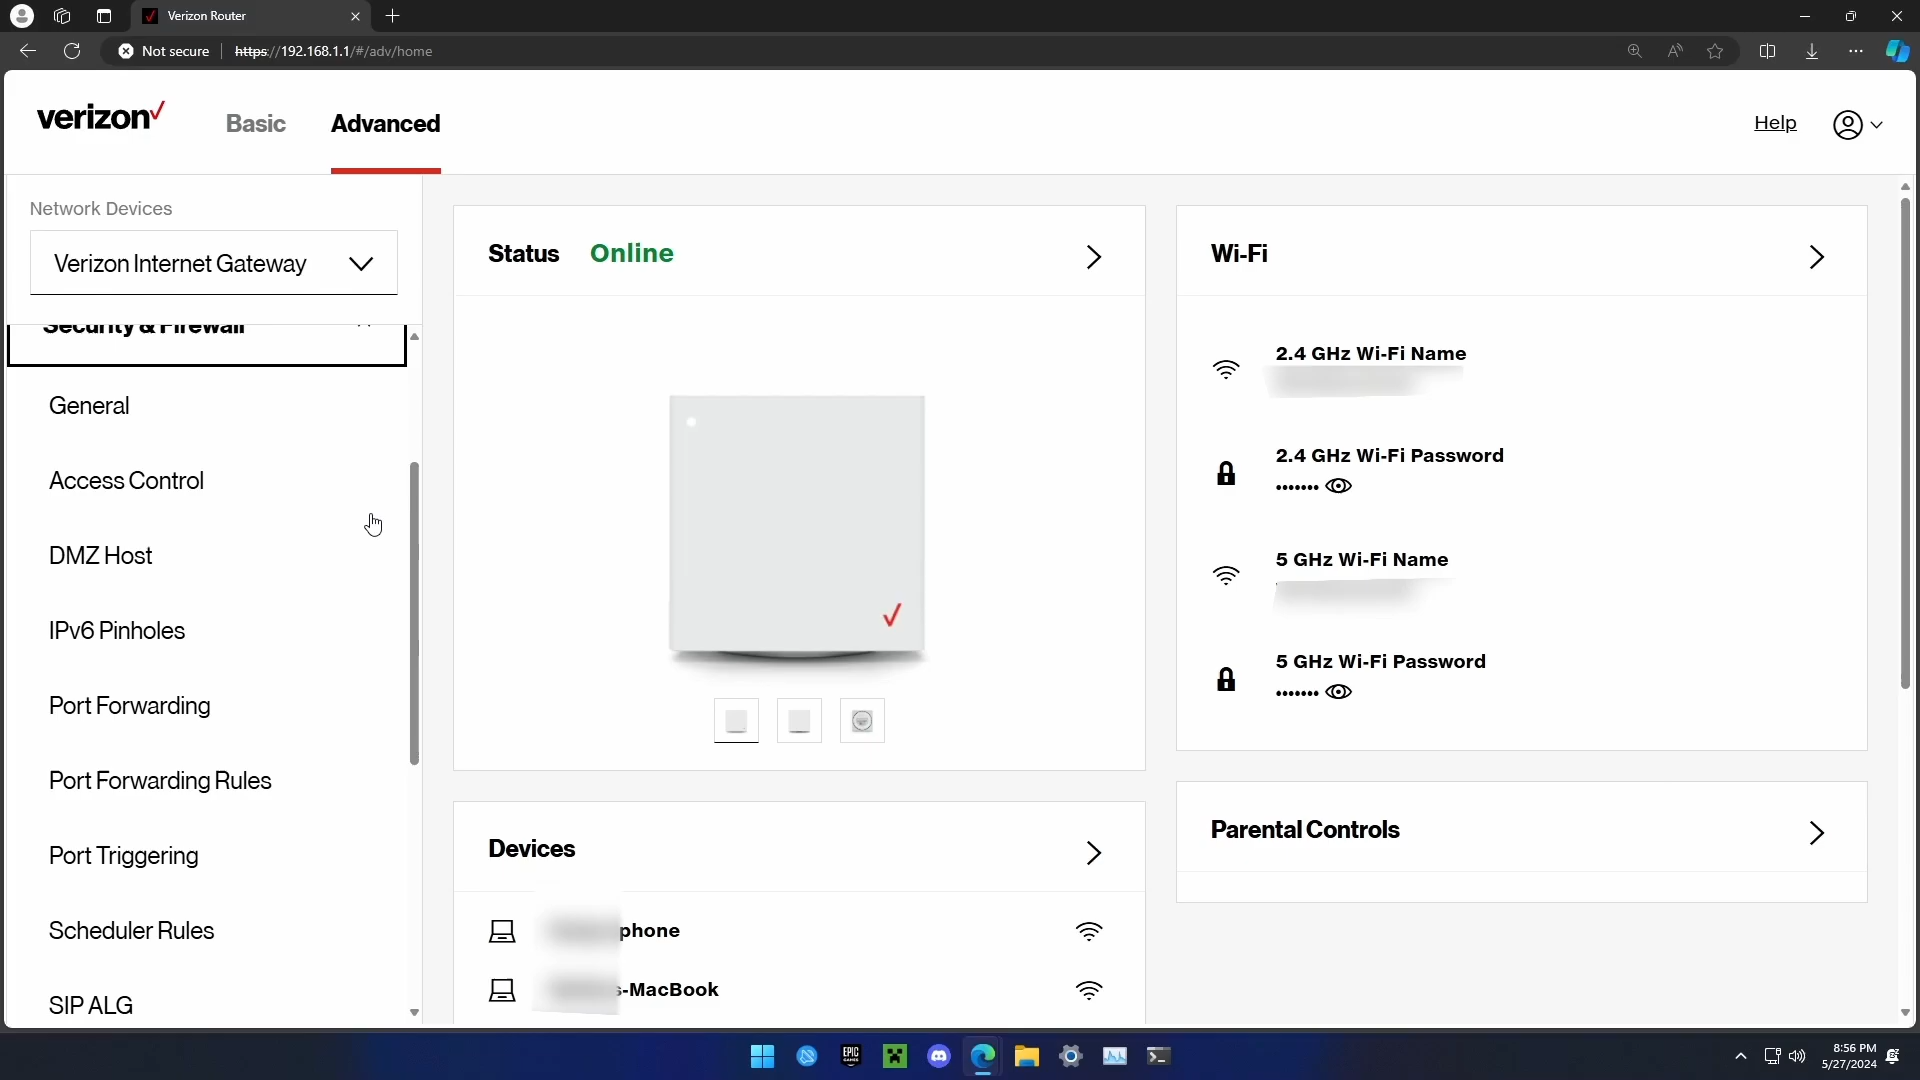 Verizon Router
Not secure
https://192.168.1.1/#/adv/home
verizon
Basic
Advanced
Help
Network Devices
Verizon Internet Gateway
Security & Firewall
General
Access Control
DMZ Host
IPv6 Pinholes
Port Forwarding
Port Forwarding Rules
Port Triggering
Scheduler Rules
SIP ALG
Status Online
Devices
phone
s-MacBook
Wi-Fi
2.4 GHz Wi-Fi Name
2.4 GHz Wi-Fi Password
•••••••
5 GHz Wi-Fi Name
5 GHz Wi-Fi Password
•••••••
Parental Controls
EPIC
GAMES
8:56 PM
5/27/2024